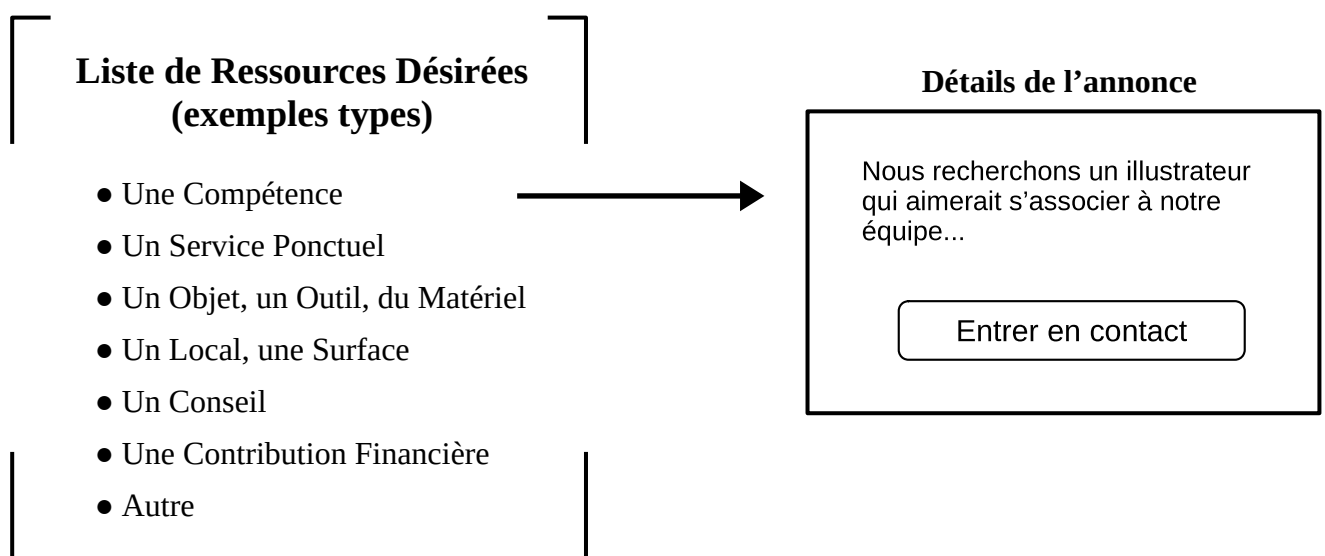 Liste de Ressources Désirées
(exemples types)
● Une Compétence
● Un Service Ponctuel
● Un Objet, un Outil, du Matériel
● Un Local, une Surface
● Un Conseil
● Une Contribution Financière
● Autre
Détails de l’annonce
Nous recherchons un illustrateur
qui aimerait s’associer à notre
équipe...
Entrer en contact